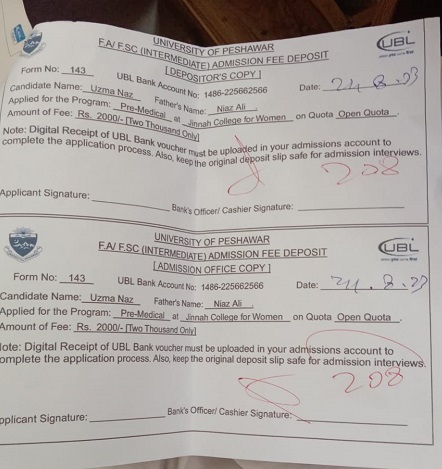 UNIVERSITY OF PESHAWAR
F.A/ F.SC (INTERMEDIATE) ADMISSION FEE DEPOSIT
[ DEPOSITOR'S COPY ]
UBL
Form No: 143
UBL Bank Account No: 1486-225662566
Date: 24.8.23
Candidate Name: Uzma Naz Father's Name: Niaz Ali
Applied for the Program: Pre-Medical at Jinnah College for Women on Quota Open Quota.
Amount of Fee: Rs. 2000/- [Two Thousand Only]
Note: Digital Receipt of UBL Bank voucher must be uploaded in your admissions account to
complete the application process. Also, keep the original deposit slip safe for admission interviews.
208
Applicant Signature:
Bank's Officer/ Cashier Signature:
UNIVERSITY OF PESHAWAR
F.A/ F.SC (INTERMEDIATE) ADMISSION FEE DEPOSIT
[ADMISSION OFFICE COPY ]
UBL
Form No: 143
UBL Bank Account No: 1486-225662566
Date: 24.8.23
Candidate Name: Uzma Naz Father's Name: Niaz Ali
Applied for the Program: Pre-Medical at Jinnah College for Women on Quota Open Quota.
Amount of Fee: Rs. 2000/- [Two Thousand Only]
lote: Digital Receipt of UBL Bank voucher must be uploaded in your admissions account to
omplete the application process. Also, keep the original deposit slip safe for admission interviews.
208
pplicant Signature:
Bank's Officer/ Cashier Signature: